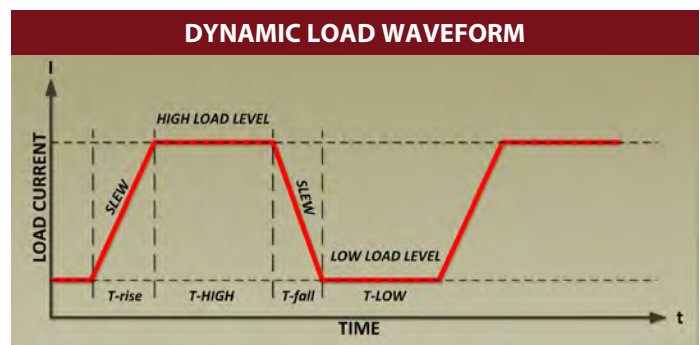 DYNAMIC LOAD WAVEFORM
I
HIGH LOAD LEVEL
LOAD CURRENT
SLEW
SLEW
LOW LOAD LEVEL
T-rise
T-HIGH
T-fall
T-LOW
t
TIME